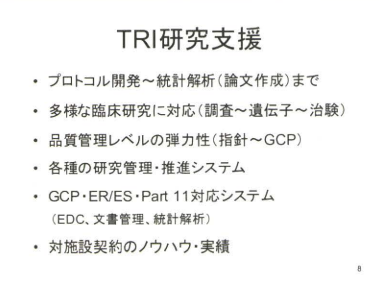 TRI研究支援
・ プロトコル開発～統計解析(論文作成)まで
・ 多様な臨床研究に対応(調査～遺伝子～治験)
・ 品質管理レベルの弾力性(指針～GCP)
・ 各種の研究管理・推進システム
・ GCP・ER/ES・Part 11対応システム
(EDC、文書管理、統計解析)
・ 対施設契約のノウハウ・実績
8